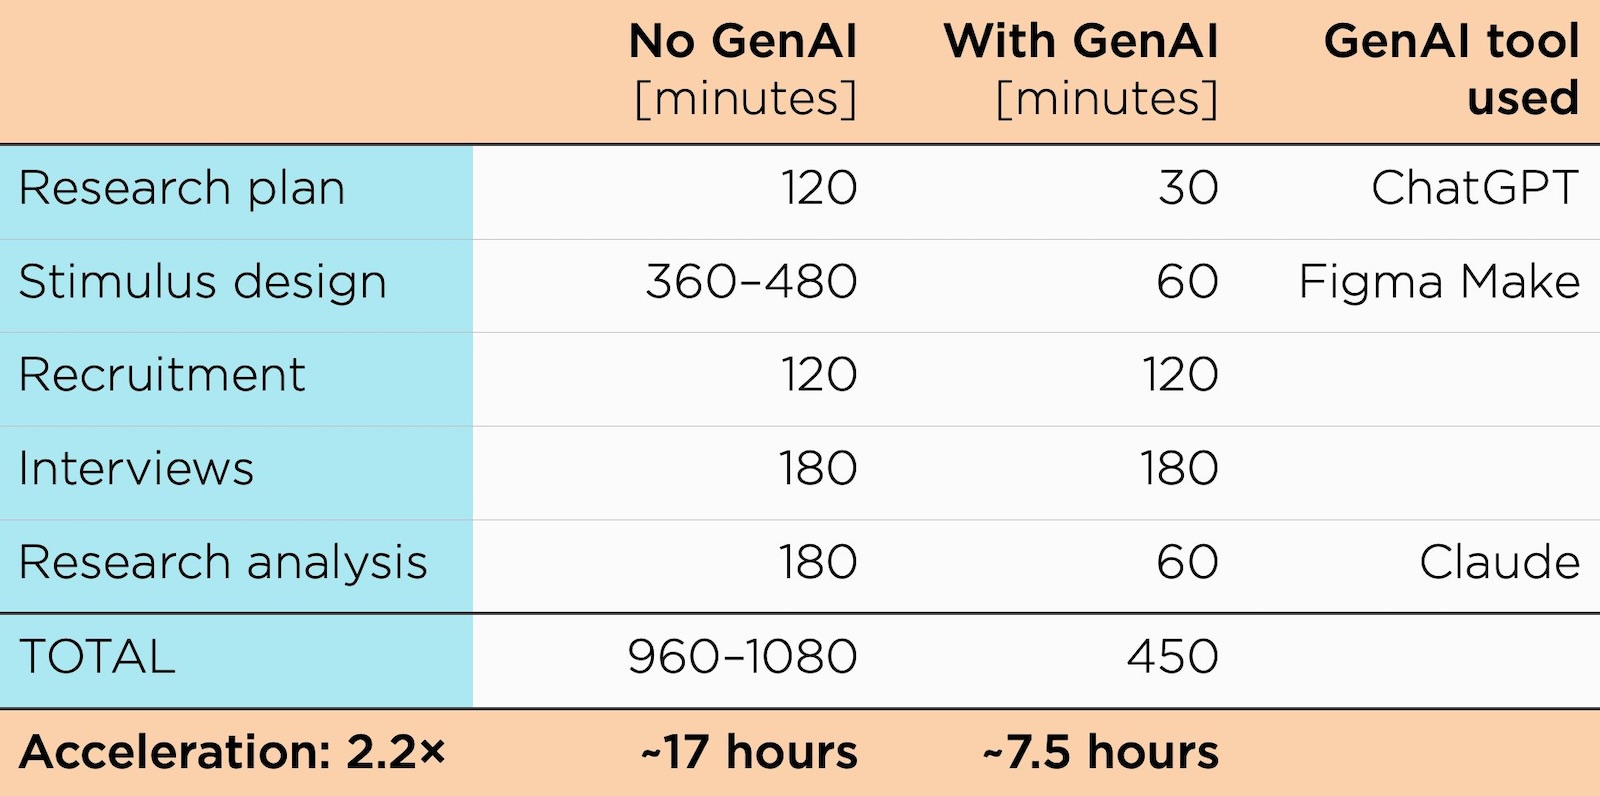 No GenAI With GenAI GenAI tool
[minutes] [minutes] used
Research plan 120 30 ChatGPT
Stimulus design 360–480 60 Figma Make
Recruitment 120 120
Interviews 180 180
Research analysis 180 60 Claude
TOTAL 960–1080 450
Acceleration: 2.2× ~17 hours ~7.5 hours